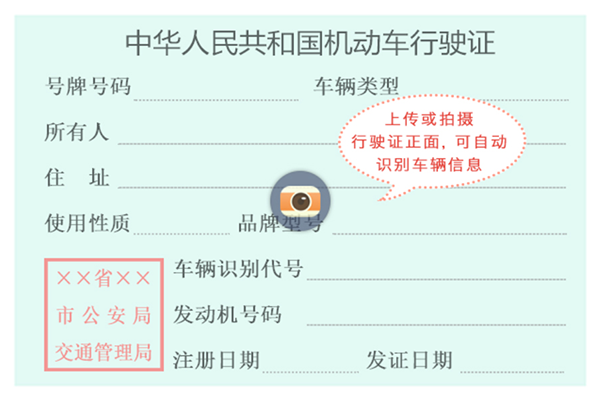 中华人民共和国机动车行驶证
号牌号码 车辆类型
所有人
上传或拍摄
行驶证正面，可自动
识别车辆信息
住 址
使用性质 品牌型号
××省××
市公安局
交通管理局
车辆识别代号
发动机号码
注册日期 发证日期